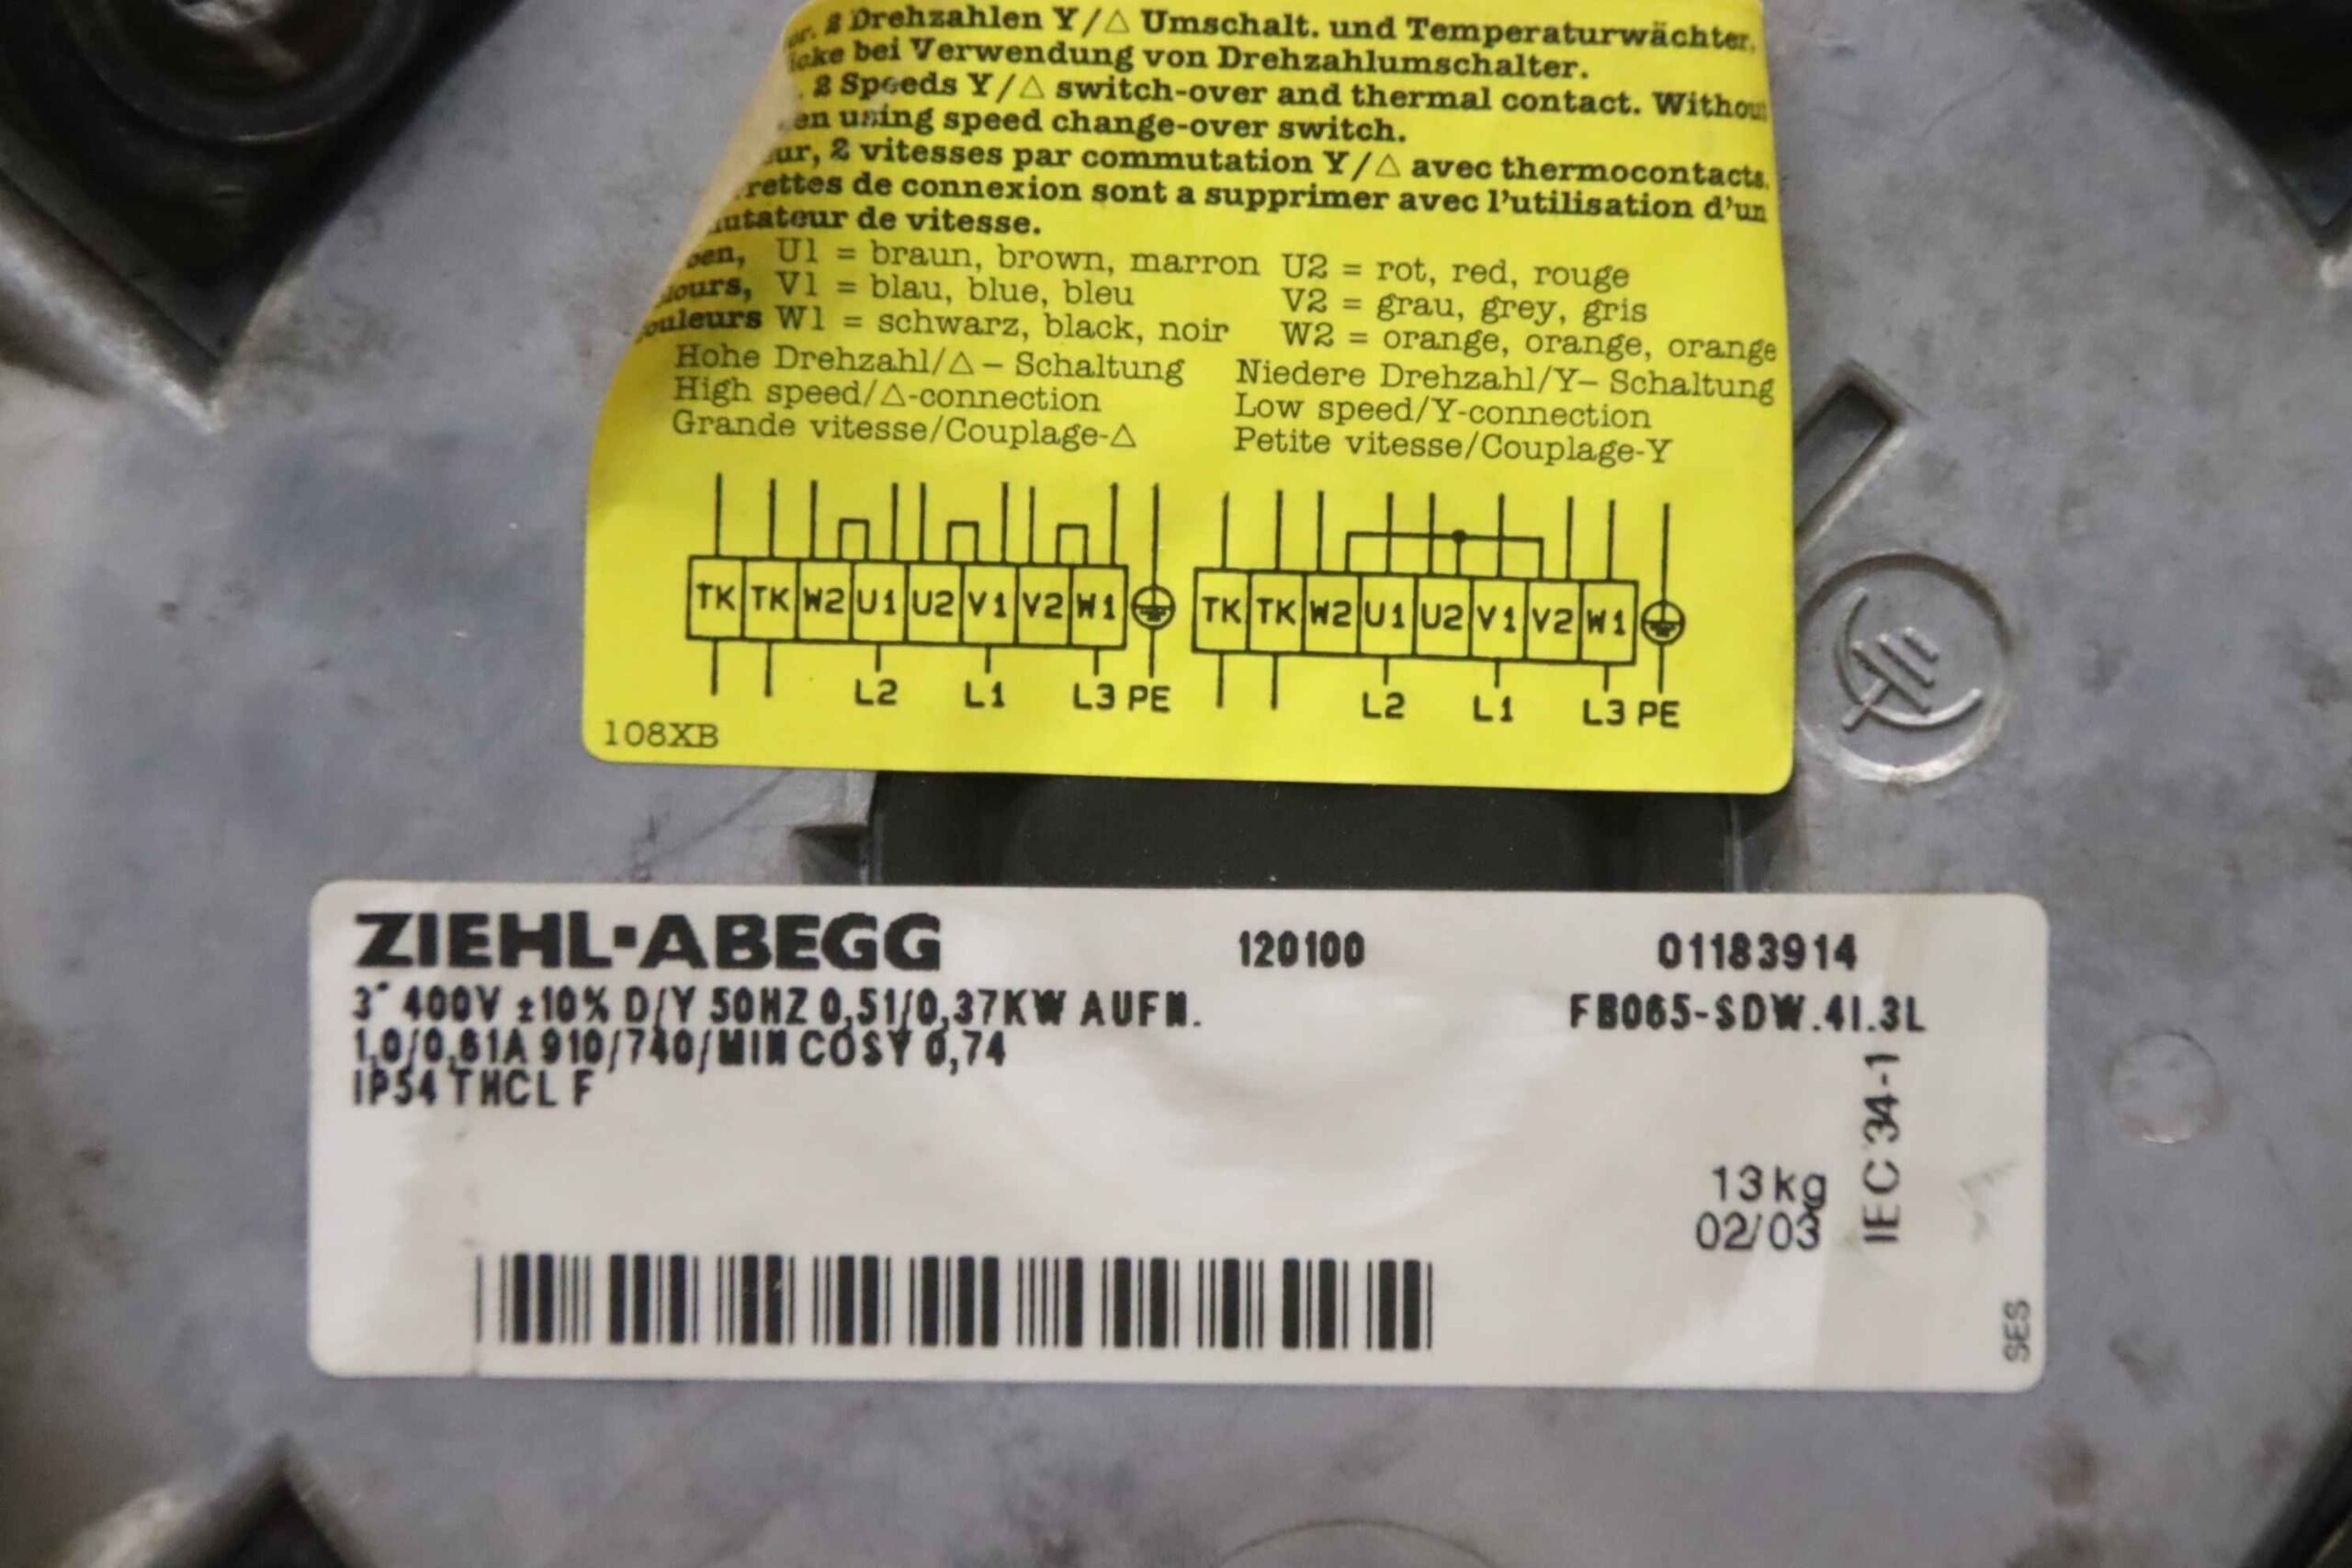 2 Drehzahlen Y/△ Umschalt. und Temperaturwächter,
bei Verwendung von Drehzahlumschalter.
2 Speeds Y/△ switch-over and thermal contact.
using speed change-over switch.
2 vitesses par commutation Y/△ avec thermocontacts.
de connexion sont a supprimer avec l'utilisation d'un
de vitesse.
U1 = braun, brown, marron U2 = rot, red, rouge
V1 = blau, blue, bleu V2 = grau, grey, gris
W1 = schwarz, black, noir W2 = orange, orange, orange
Hohe Drehzahl/△ – Schaltung Niedere Drehzahl/Y– Schaltung
High speed/△-connection Low speed/Y-connection
Grande vitesse/Couplage-△ Petite vitesse/Couplage-Y
TK TK W2 U1 U2 V1 V2 W1 TK TK W2 U1 U2 V1 V2 W1
L2 L1 L3 PE L2 L1 L3 PE
108XB
ZIEHL-ABEGG 120100 01183914
3~ 400V ±10% D/Y 50HZ 0,51/0,37KW AUFN. FB065-SDW.4I.3L
1,0/0,61A 910/740/MIN COSY 0,74
IP54 THCL F
IEC 34-1
13 kg
02/03
SES